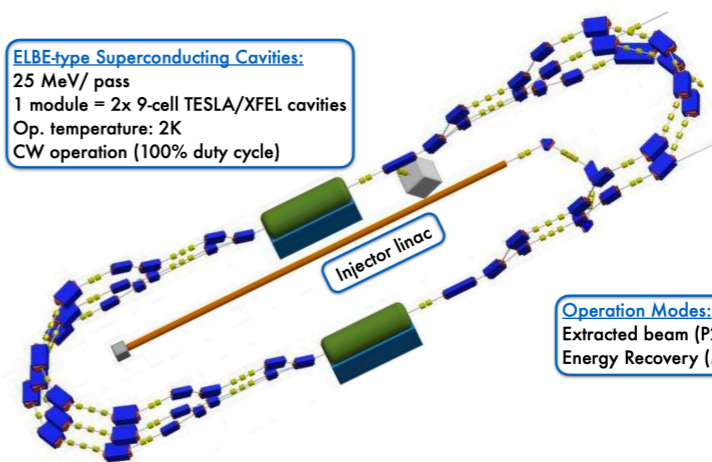 ELBE-type Superconducting Cavities:
25 MeV/ pass
1 module = 2x 9-cell TESLA/XFEL cavities
Op. temperature: 2K
CW operation (100% duty cycle)
Injector linac
Operation Modes:
Extracted beam
Energy Recovery